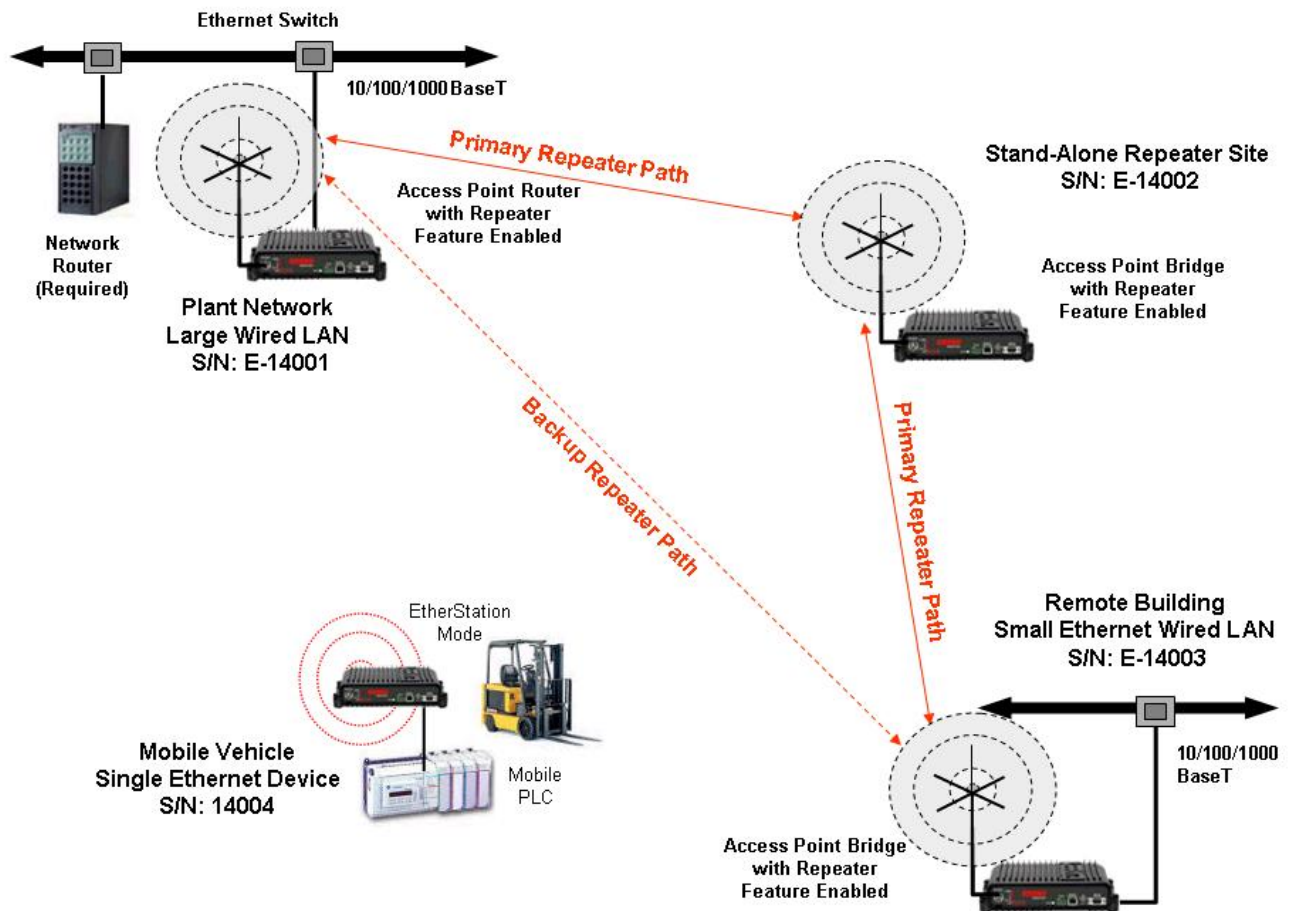 Ethernet Switch
10/100/1000 BaseT
Network
Router
(Required)
Plant Network
Large Wired LAN
S/N: E-14001
Primary Repeater Path
Access Point Router
with Repeater
Feature Enabled
Stand-Alone Repeater Site
S/N: E-14002
Access Point Bridge
with Repeater
Feature Enabled
Backup Repeater Path
Primary Repeater Path
EtherStation
Mode
Mobile Vehicle
Single Ethernet Device
S/N: 14004
Mobile
PLC
Remote Building
Small Ethernet Wired LAN
S/N: E-14003
10/100/1000
BaseT
Access Point Bridge
with Repeater
Feature Enabled